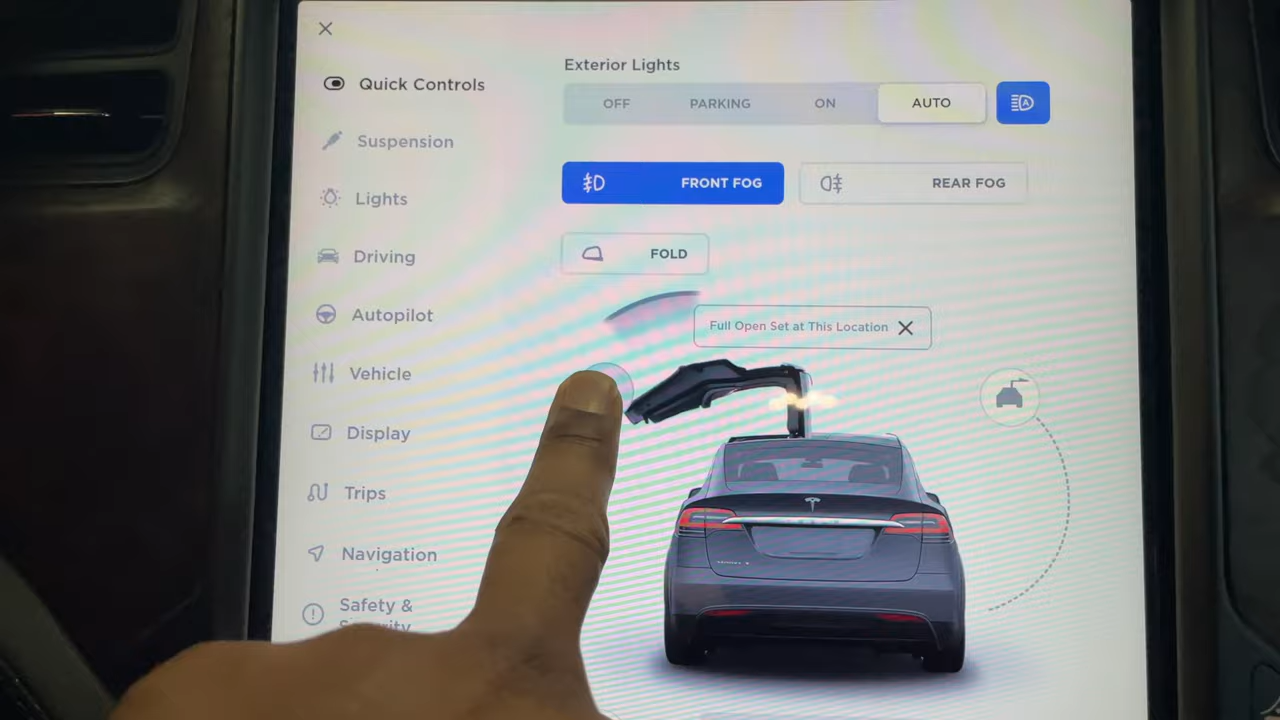 Quick Controls
Suspension
Lights
Driving
Autopilot
Vehicle
Display
Trips
Navigation
Safety &
Security
Exterior Lights
OFF PARKING ON AUTO
FRONT FOG REAR FOG
FOLD
Full Open Set at This Location